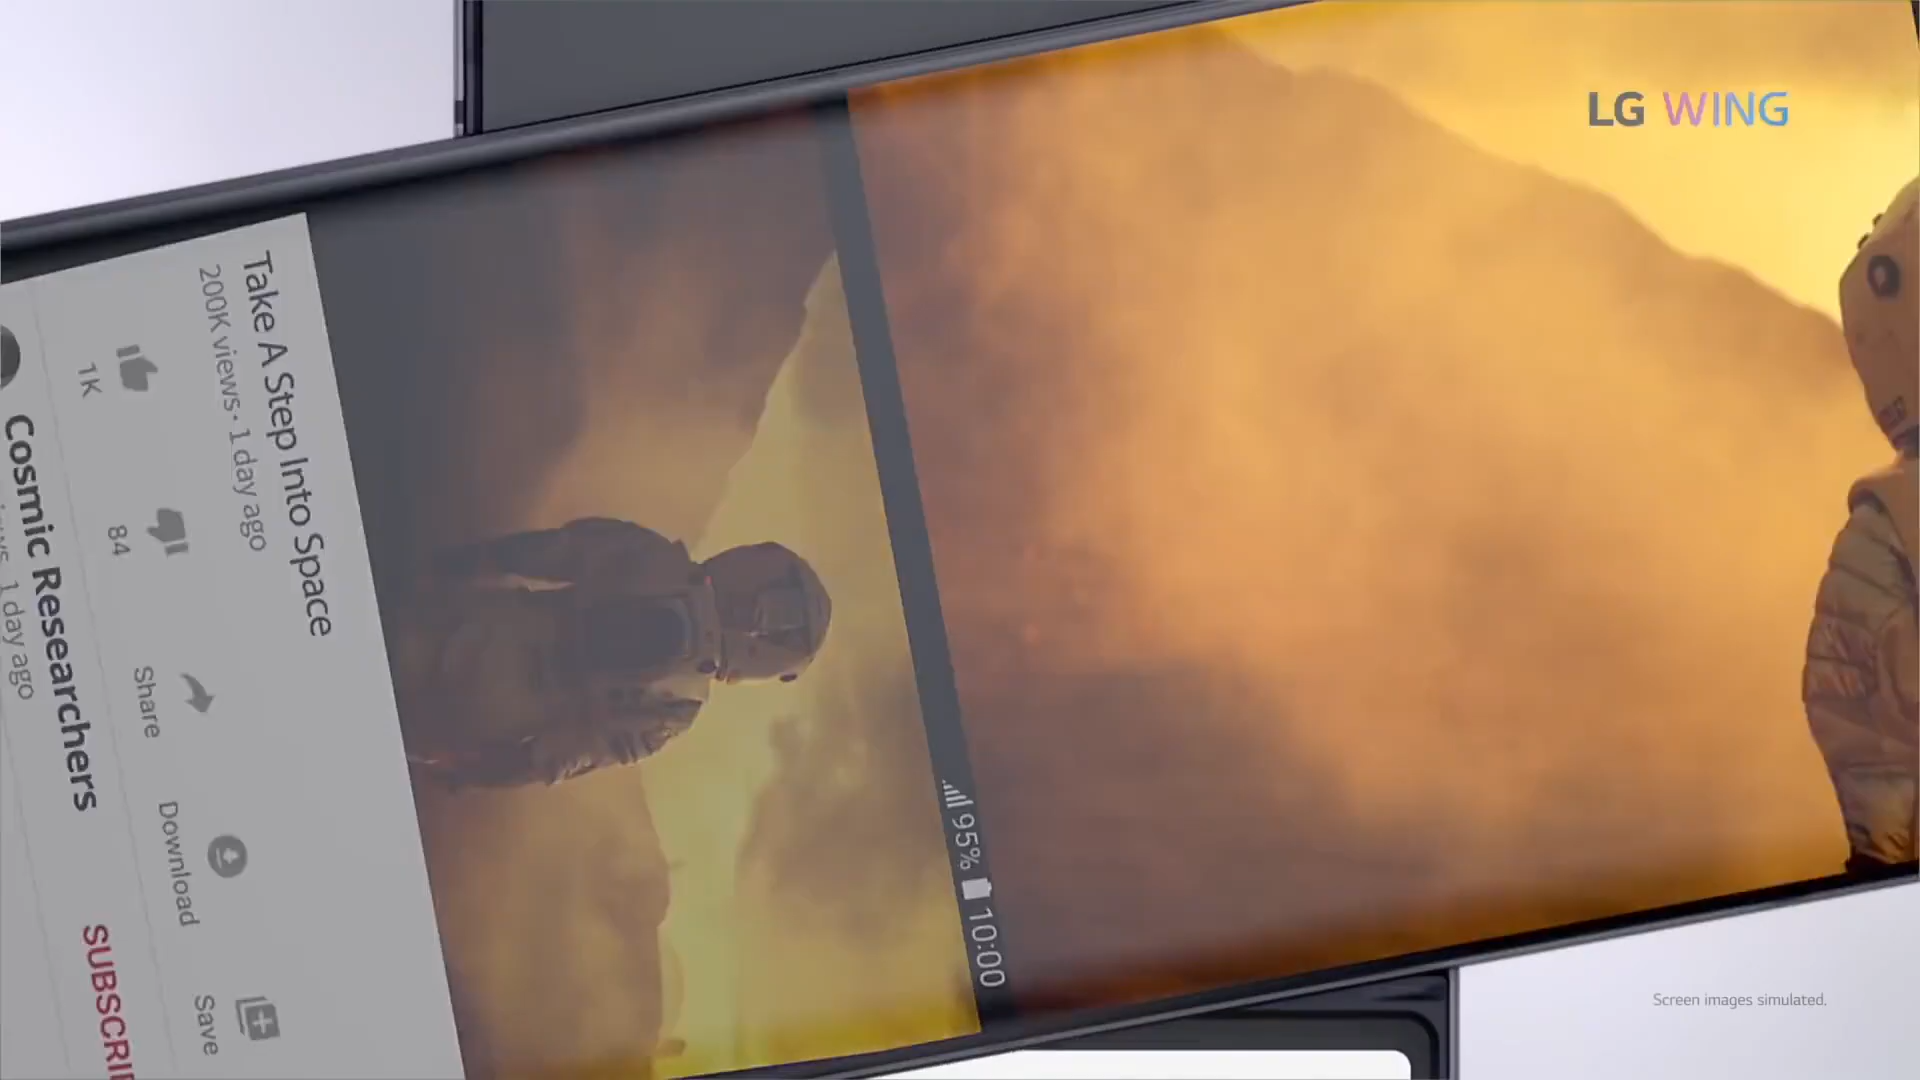 LG WING
95% 10:00
Take A Step Into Space
200K views · 1 day ago
1K
84
Share
Download
Save
Cosmic Researchers
1 day ago
Screen images simulated.